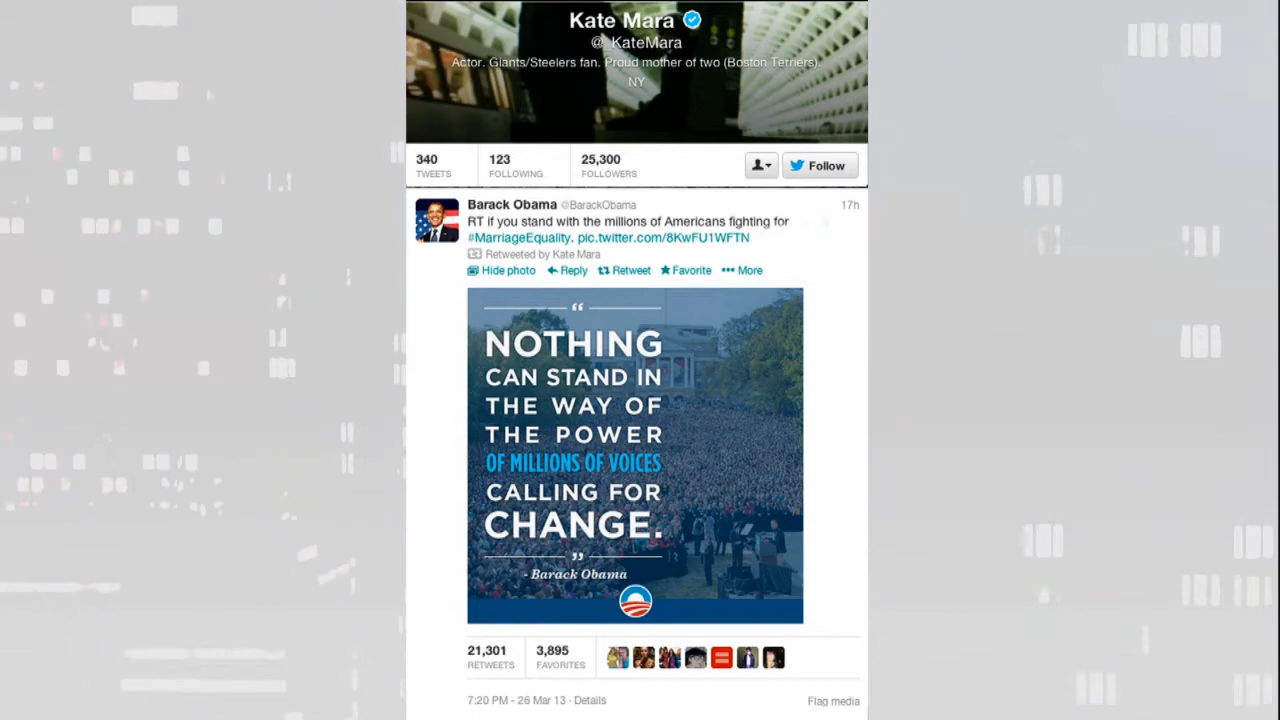 Kate Mara
@_KateMara
Actor. Giants/Steelers fan. Proud mother of two (Boston Terriers).
NY
340 123 25,300
TWEETS FOLLOWING FOLLOWERS
Follow
Barack Obama @BarackObama 17h
RT if you stand with the millions of Americans fighting for
#MarriageEquality. pic.twitter.com/8KwFU1WFTN
Retweeted by Kate Mara
Hide photo Reply Retweet Favorite More
“
NOTHING
CAN STAND IN
THE WAY OF
THE POWER
OF MILLIONS OF VOICES
CALLING FOR
CHANGE.
”
- Barack Obama
21,301 3,895
RETWEETS FAVORITES
7:20 PM - 26 Mar 13 · Details Flag media